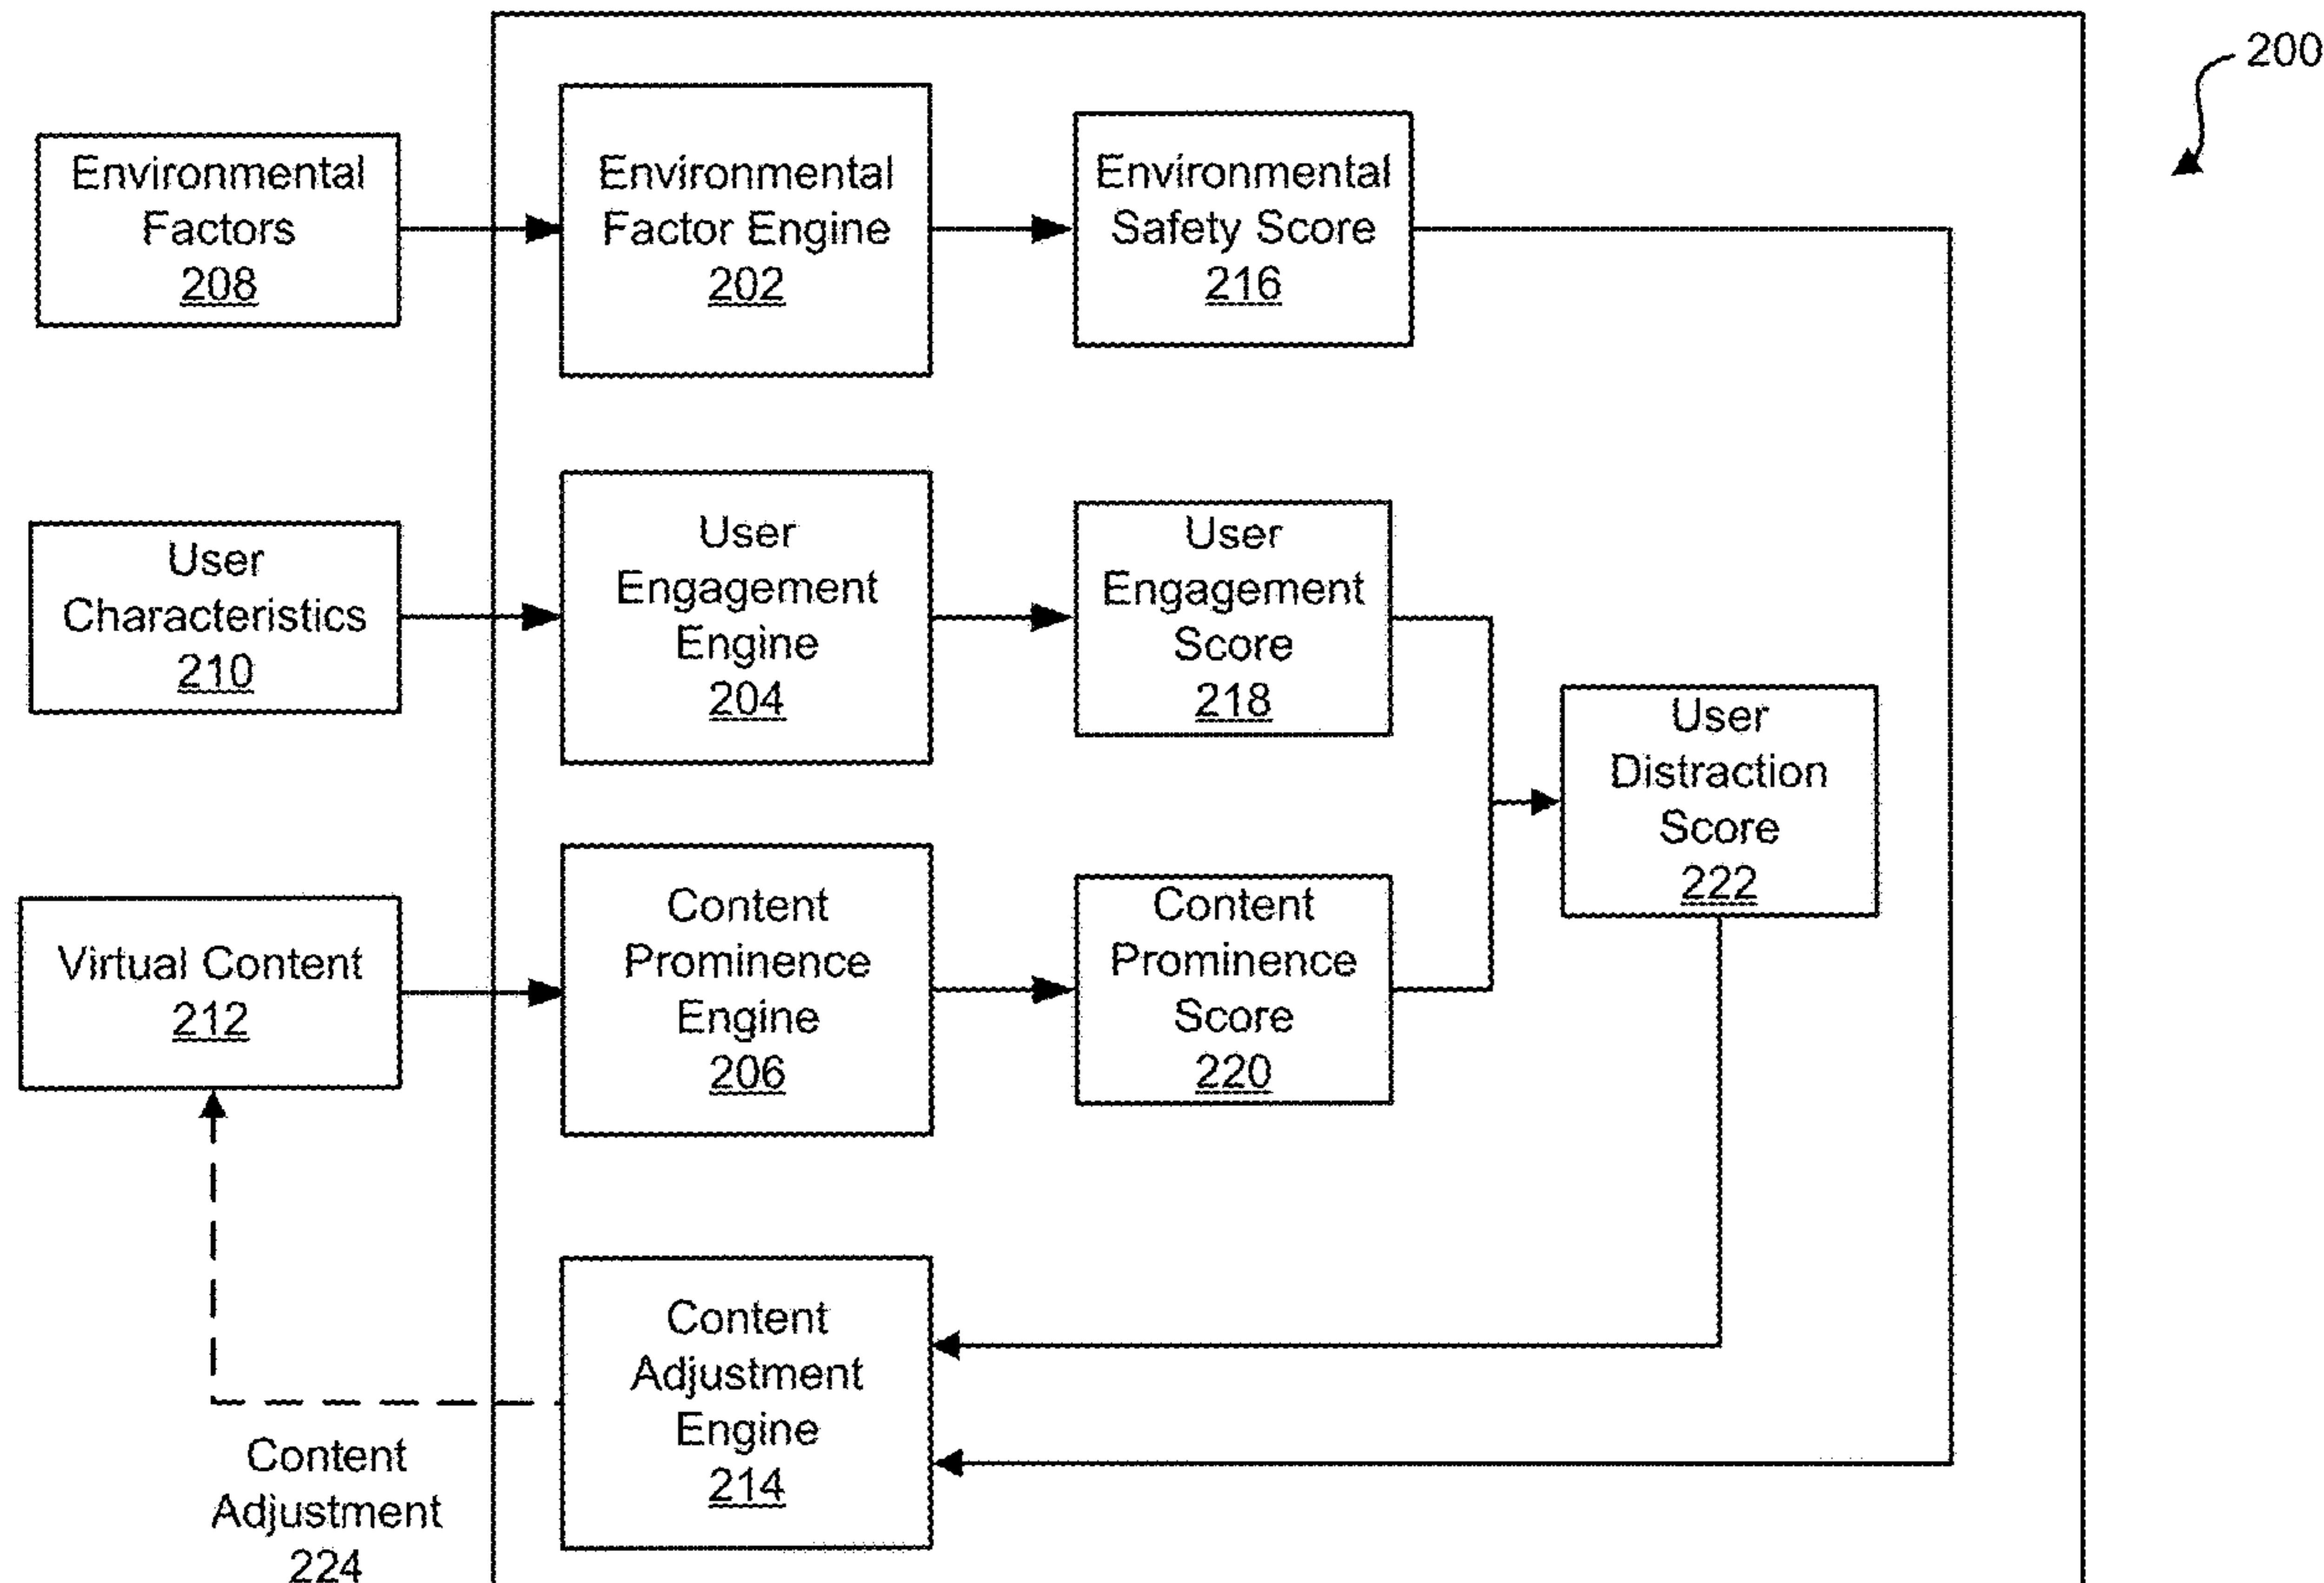 200
Environmental
Factors
208
Environmental
Factor Engine
202
Environmental
Safety Score
216
User
Characteristics
210
User
Engagement
Engine
204
User
Engagement
Score
218
User
Distraction
Score
222
Virtual Content
212
Content
Prominence
Engine
206
Content
Prominence
Score
220
Content
Adjustment
Engine
214
Content
Adjustment
224